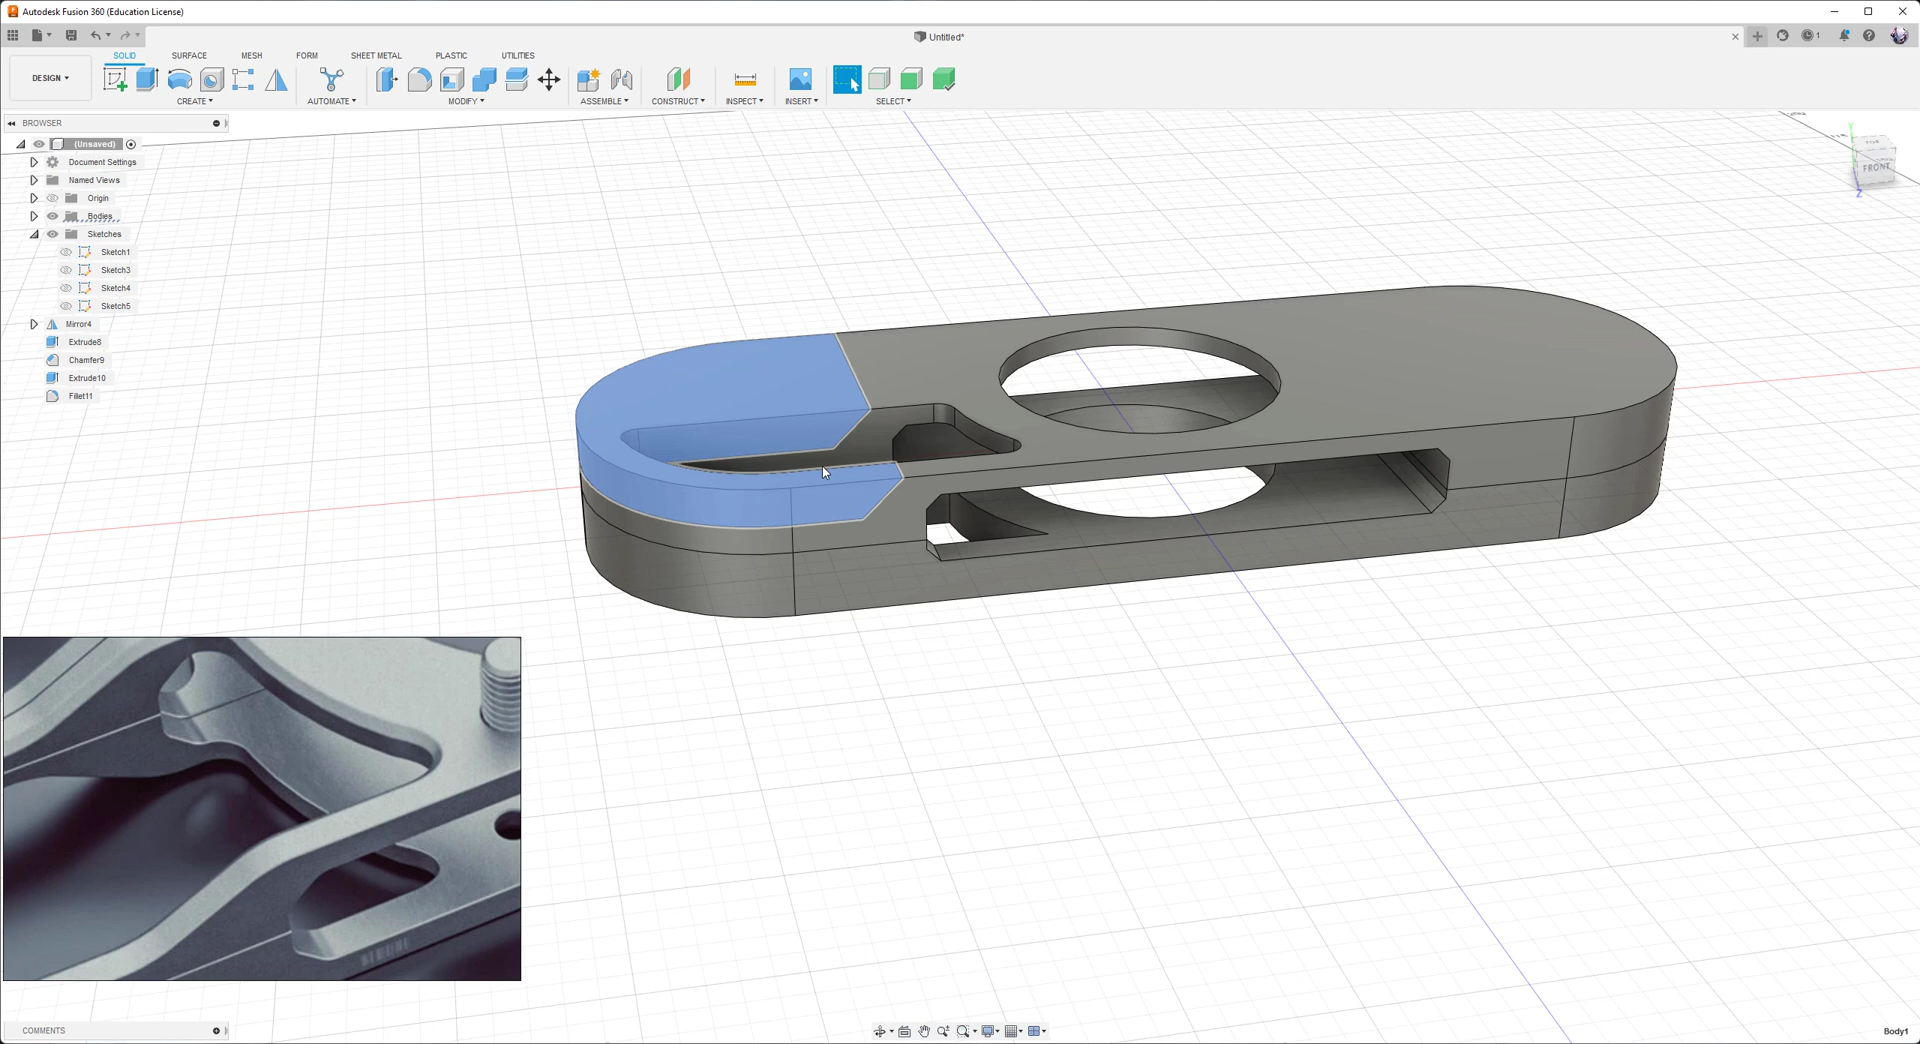 Autodesk Fusion 360 (Education License)
Untitled*
1
DESIGN
SOLID
SURFACE
MESH
FORM
SHEET METAL
PLASTIC
UTILITIES
CREATE
AUTOMATE
MODIFY
ASSEMBLE
CONSTRUCT
INSPECT
INSERT
SELECT
BROWSER
(Unsaved)
Document Settings
Named Views
Origin
Bodies
Sketches
Sketch1
Sketch3
Sketch4
Sketch5
Mirror4
Extrude8
Chamfer9
Extrude10
Fillet11
Y
TOP
FRONT
Z
COMMENTS
Body1